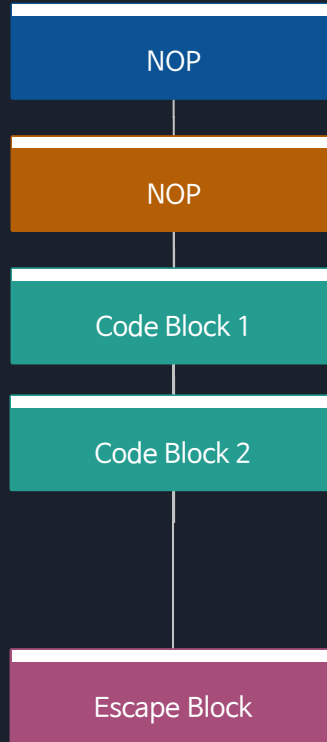 NOP
NOP
Code Block 1
Code Block 2
Escape Block